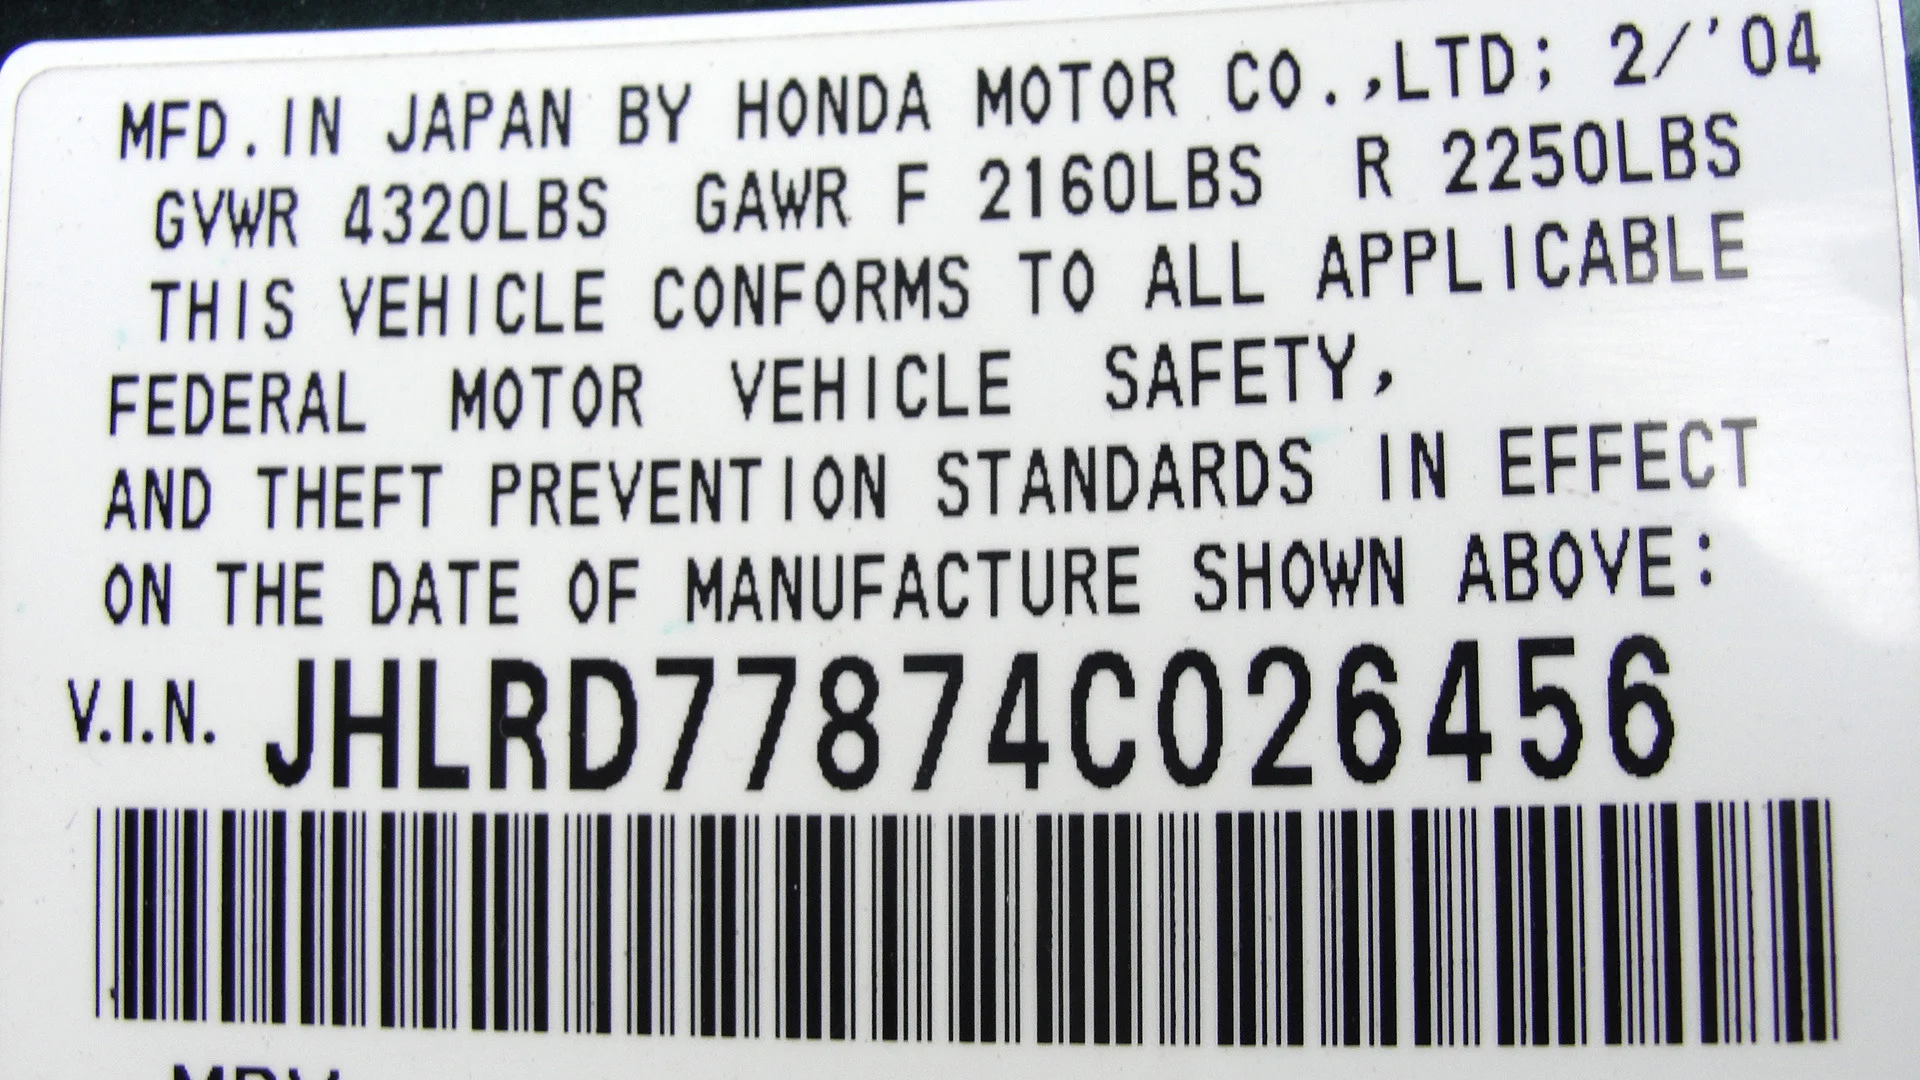 MFD.IN JAPAN BY HONDA MOTOR CO.,LTD; 2/'04
GVWR 4320LBS GAWR F 2160LBS R 2250LBS
THIS VEHICLE CONFORMS TO ALL APPLICABLE
FEDERAL MOTOR VEHICLE SAFETY,
AND THEFT PREVENTION STANDARDS IN EFFECT
ON THE DATE OF MANUFACTURE SHOWN ABOVE:
V.I.N. JHLRD77874C026456